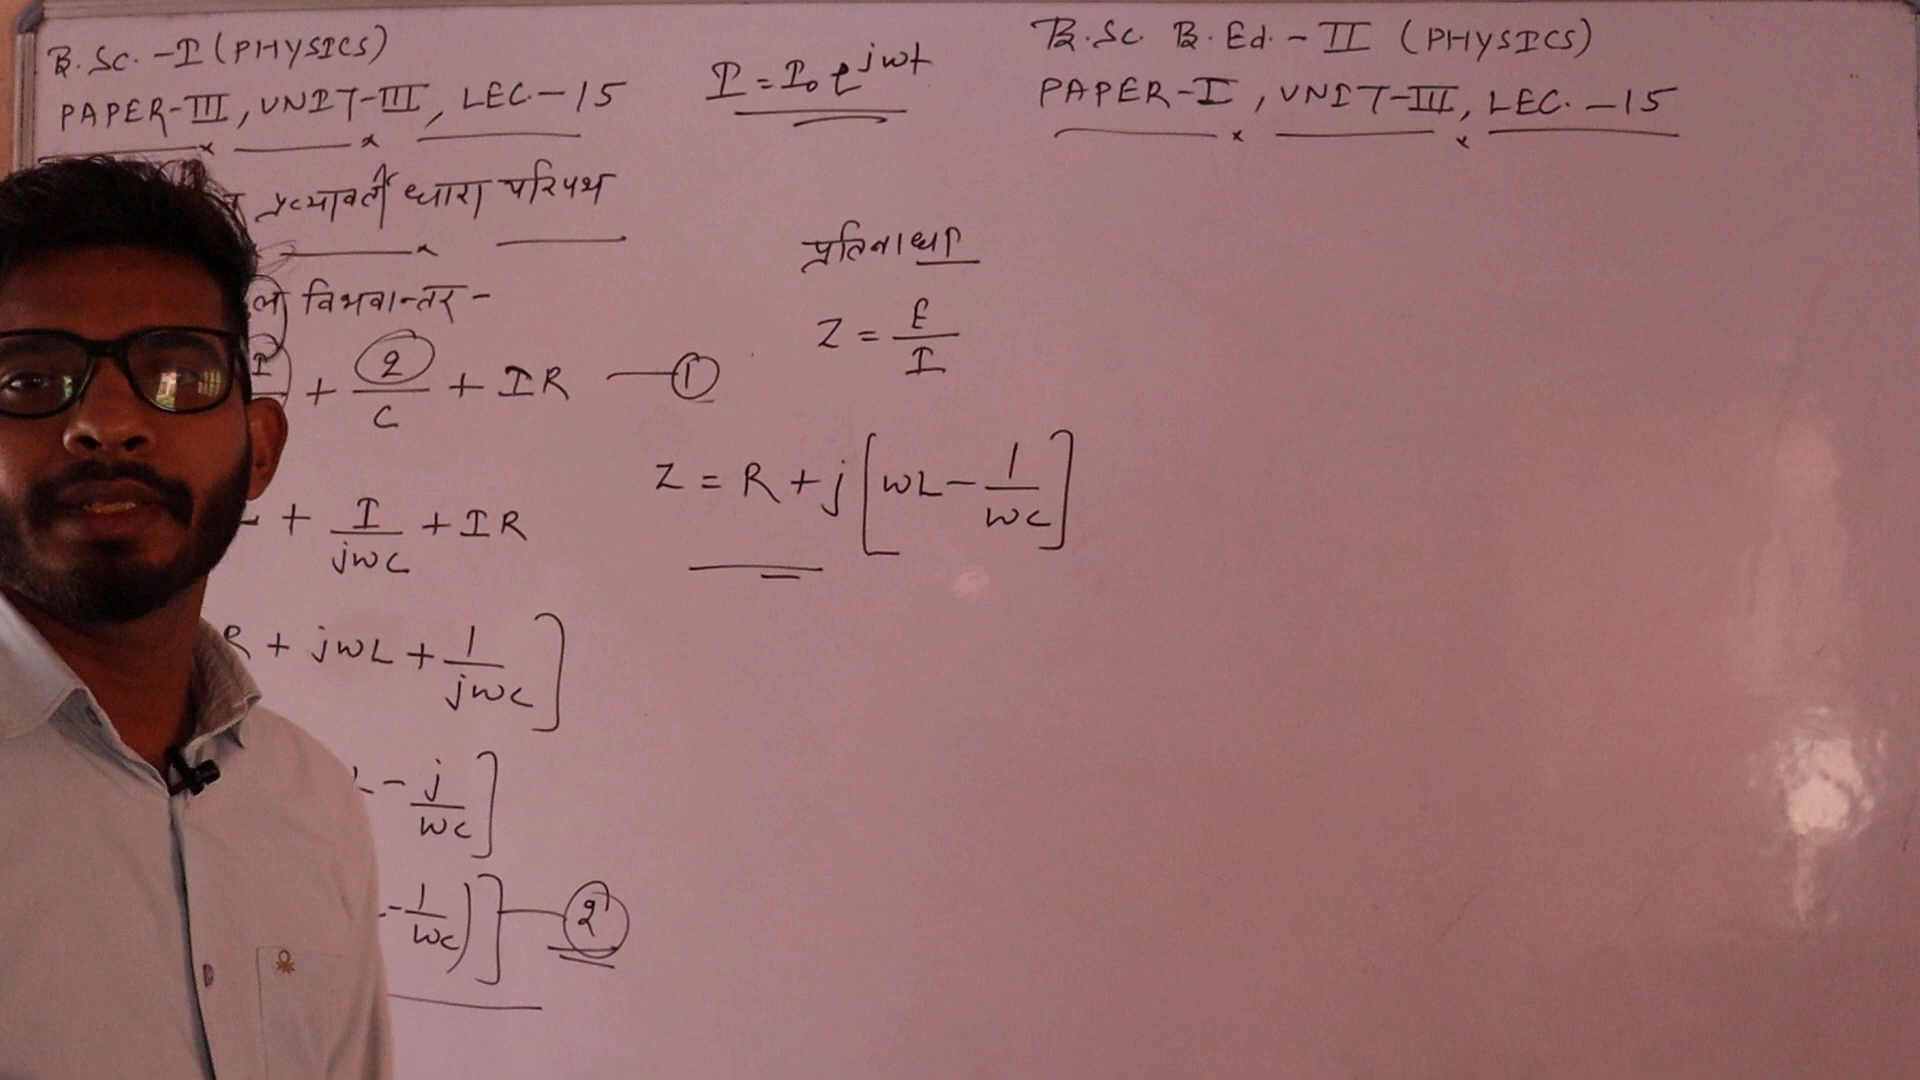 B.Sc. -I (PHYSICS)
PAPER-III, UNIT-III, LEC-15
प्रत्यावर्ती धारा परिपथ
विभवान्तर -
+ q/C + IR —①
+ I/jωC + IR
R + jωL + 1/jωC ]
- j/ωC ]
- 1/ωC )] —②
I = I₀ e^jωt
प्रतिबाधा
Z = E/I
Z = R + j [ ωL - 1/ωC ]
B.Sc. B.Ed. - II (PHYSICS)
PAPER-I, UNIT-III, LEC. -15